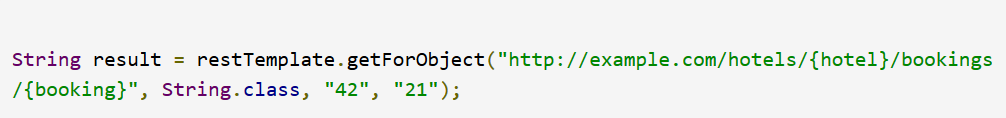 String result = restTemplate.getForObject("http://example.com/hotels/{hotel}/bookings
/{booking}", String.class, "42", "21");